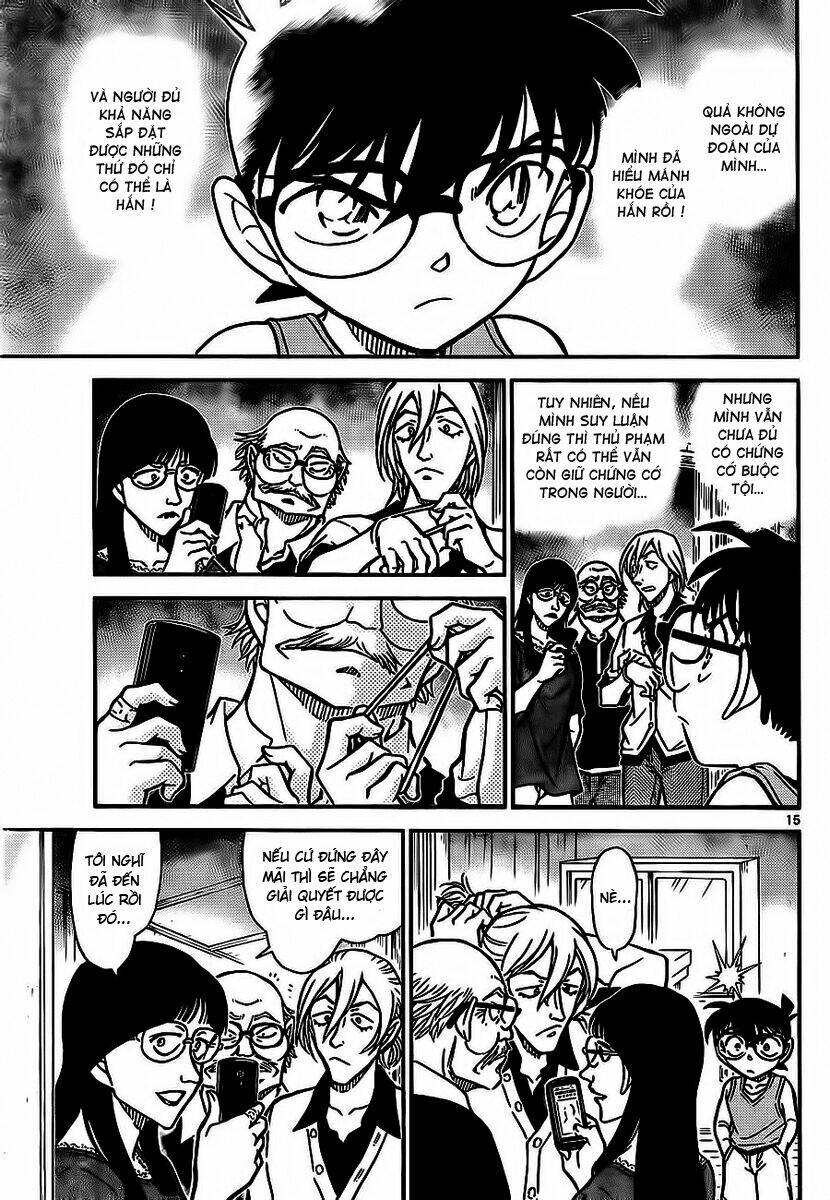 QUẢ KHÔNG
NGOÀI DỰ
ĐOÁN CỦA
MÌNH...
MÌNH ĐÃ
HIỂU MÁNH
KHÓE CỦA
HẮN RỒI !
VÀ NGƯỜI ĐỦ
KHẢ NĂNG
SẮP ĐẶT
ĐƯỢC NHỮNG
THỨ ĐÓ CHỈ
CÓ THỂ LÀ
HẮN !
NHƯNG
MÌNH VẪN
CHƯA ĐỦ
CÓ CHỨNG
CỚ BUỘC
TỘI...
TUY NHIÊN, NẾU
MÌNH SUY LUẬN
ĐÚNG THÌ THỦ PHẠM
RẤT CÓ THỂ VẪN
CÒN GIỮ CHỨNG CỚ
TRONG NGƯỜI...
15
NÈ...
NẾU CỨ ĐỨNG ĐÂY
MÃI THÌ SẼ CHẲNG
GIẢI QUYẾT ĐƯỢC
GÌ ĐÂU...
TÔI NGHĨ
ĐÃ ĐẾN
LÚC RỒI
ĐÓ...